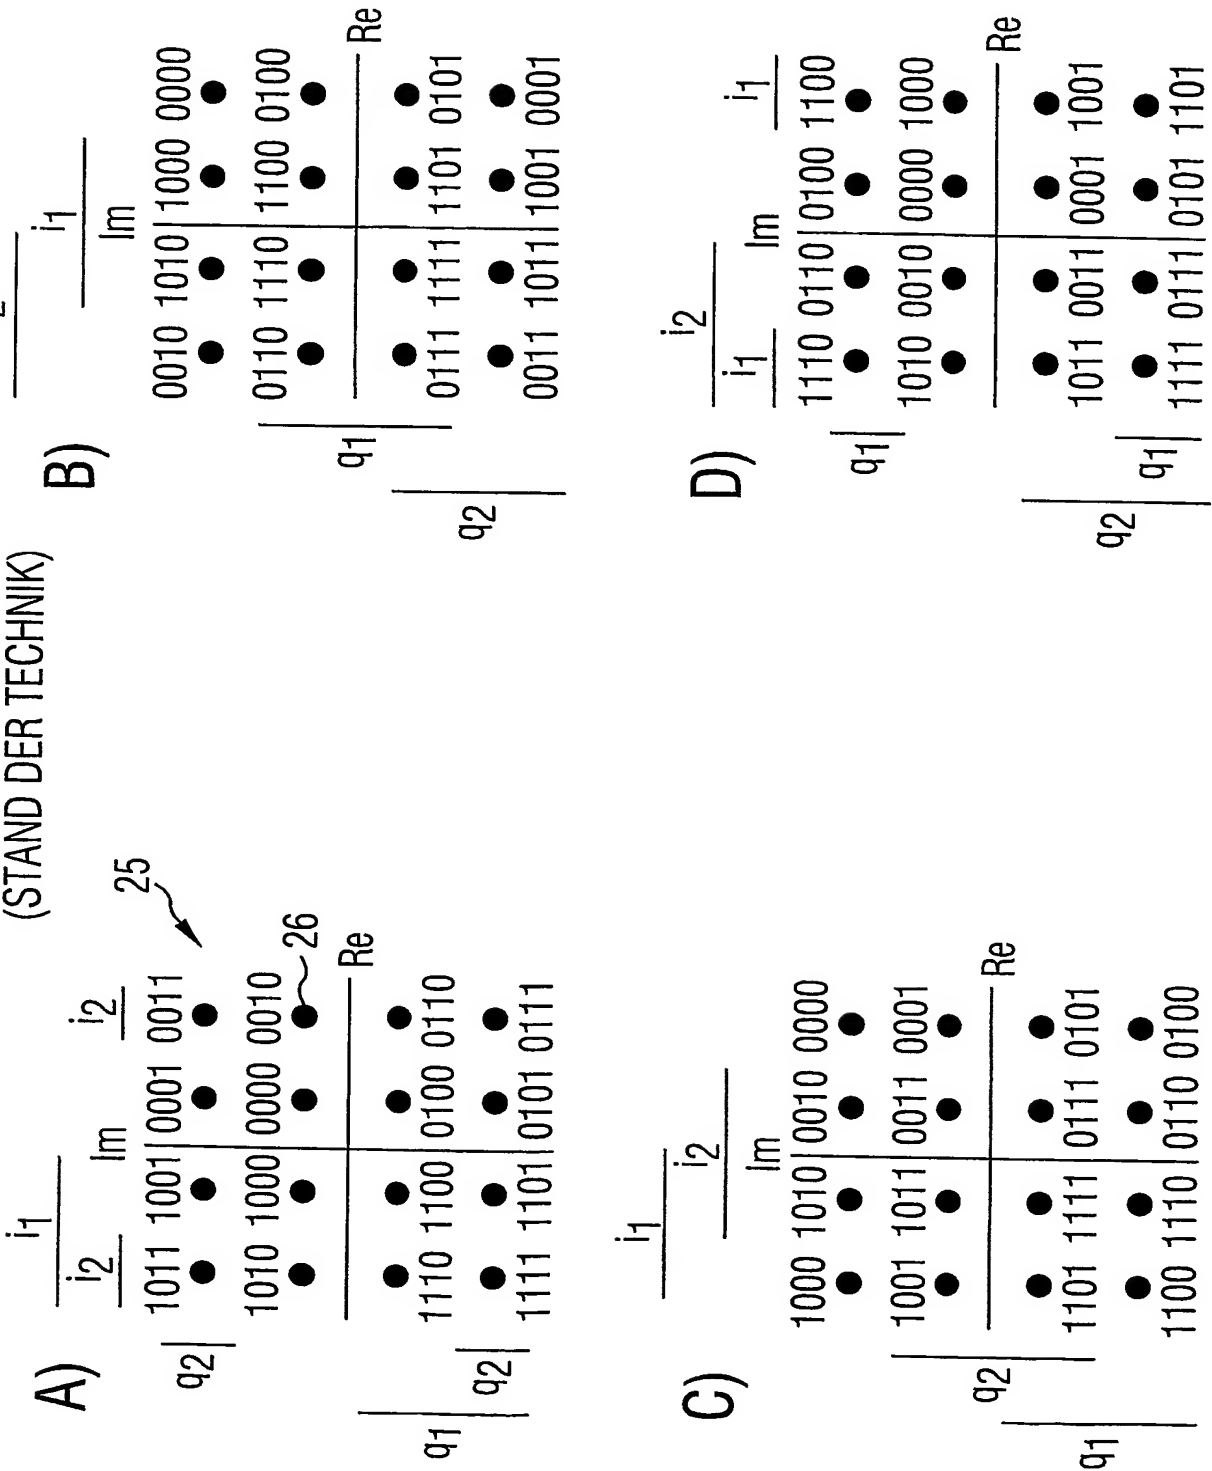 (STAND DER TECHNIK)
A)
i1
i2
i2
Im
25
1011 1001 0001 0011
q2
1010 1000 0000 0010
26
Re
1110 1100 0100 0110
q1
q2
1111 1101 0101 0111
B)
i1
Im
0010 1010 1000 0000
0110 1110 1100 0100
q1
Re
0111 1111 1101 0101
q2
0011 1011 1001 0001
C)
i1
i2
Im
1000 1010 0010 0000
1001 1011 0011 0001
q2
Re
1101 1111 0111 0101
q1
1100 1110 0110 0100
D)
i2
i1
i1
Im
1110 0110 0100 1100
q1
1010 0010 0000 1000
Re
1011 0011 0001 1001
q2
q1
1111 0111 0101 1101